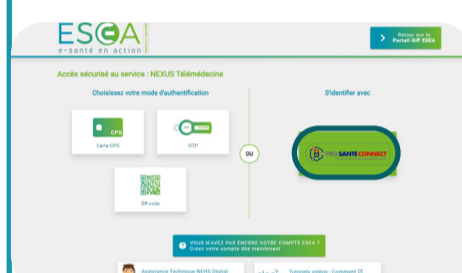 ESEA
e-santé en action
Retour sur le
Portail GIP ESEA
Accès sécurisé au service : NEXUS Télémédecine
Choisissez votre mode d'authentification
S'identifier avec
CPS
Carte CPS
OTP
OU
PRO SANTE CONNECT
QR code
VOUS N'AVEZ PAS ENCORE VOTRE COMPTE ESEA ?
Créez votre compte dès maintenant
Assistance Technique NEHS Digital
Tutoriels vidéos : Comment